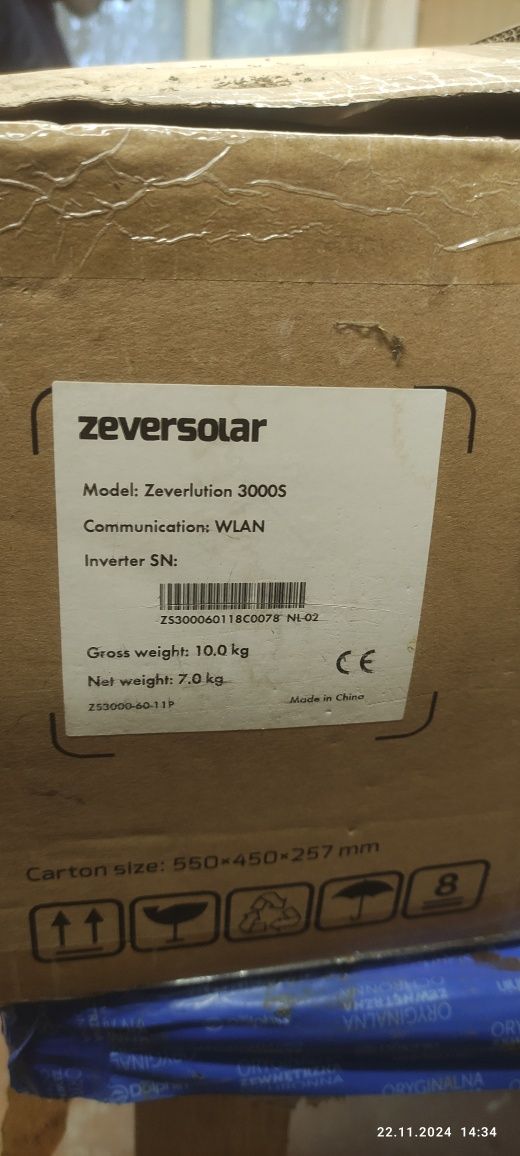 zeversolar
Model: Zeverlution 3000S
Communication: WLAN
Inverter SN:
ZS300060118C0078 NL-02
Gross weight: 10.0 kg
Net weight: 7.0 kg
CE
ZS3000-60-11P
Made in China
Carton size: 550×450×257 mm
8
ORYGINALNA
ZEWNĘTRZNA
ORYGINALNA
22.11.2024 14:34